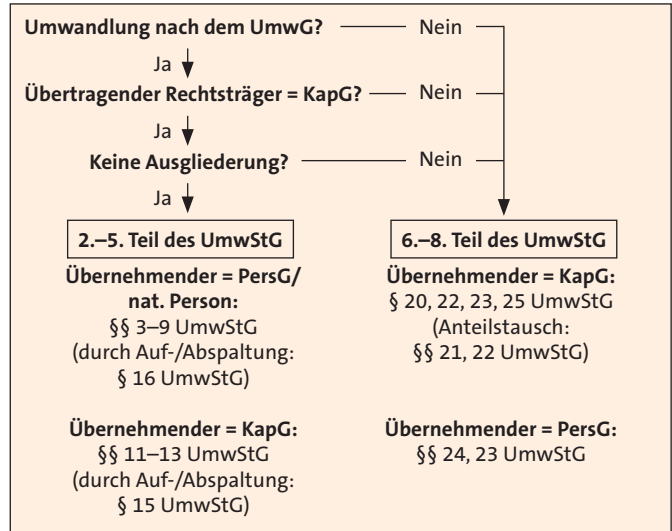 Umwandlung nach dem UmwG? Nein
Ja
Übertragender Rechtsträger = KapG? Nein
Ja
Keine Ausgliederung? Nein
Ja
2.–5. Teil des UmwStG
Übernehmender = PersG/
nat. Person:
§§ 3–9 UmwStG
(durch Auf-/Abspaltung:
§ 16 UmwStG)
Übernehmender = KapG:
§§ 11–13 UmwStG
(durch Auf-/Abspaltung:
§ 15 UmwStG)
6.–8. Teil des UmwStG
Übernehmender = KapG:
§ 20, 22, 23, 25 UmwStG
(Anteilstausch:
§§ 21, 22 UmwStG)
Übernehmender = PersG:
§§ 24, 23 UmwStG